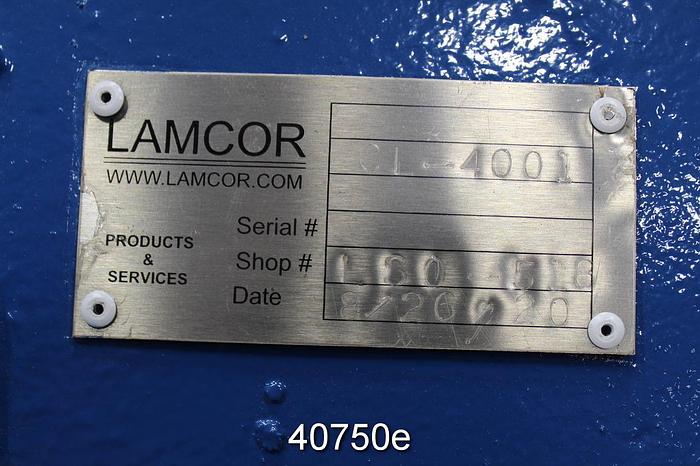 LAMCOR
WWW.LAMCOR.COM
CL-4001
PRODUCTS
&
SERVICES
Serial #
Shop #
Date
8/26/20
40750e